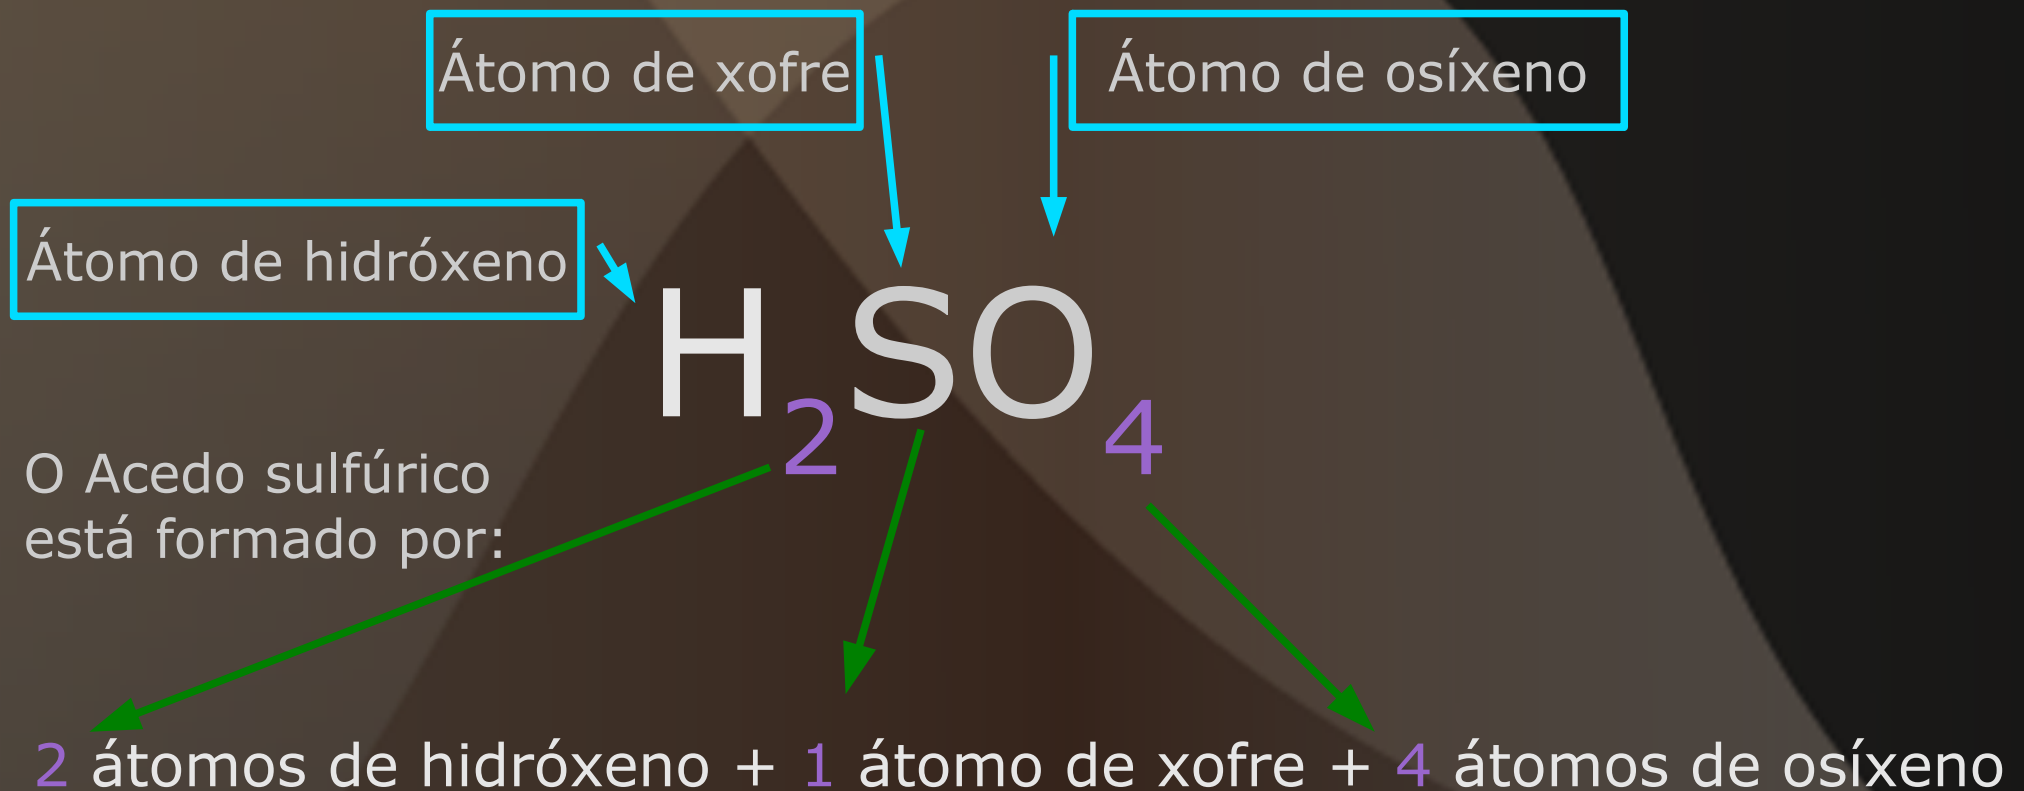 Átomo de xofre
Átomo de osíxeno
Átomo de hidróxeno
H₂SO₄
O Acedo sulfúrico
está formado por:
2 átomos de hidróxeno + 1 átomo de xofre + 4 átomos de osíxeno